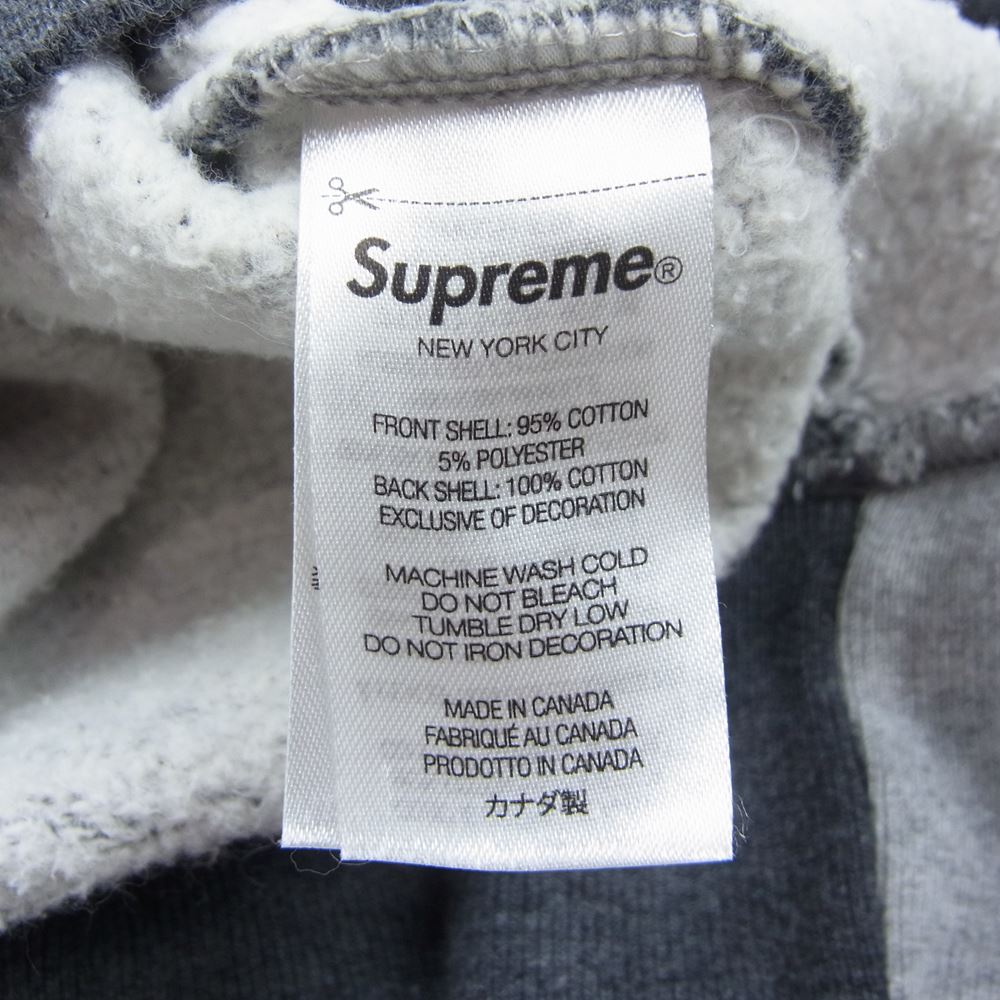 Supreme®
NEW YORK CITY
FRONT SHELL: 95% COTTON
5% POLYESTER
BACK SHELL: 100% COTTON
EXCLUSIVE OF DECORATION
MACHINE WASH COLD
DO NOT BLEACH
TUMBLE DRY LOW
DO NOT IRON DECORATION
MADE IN CANADA
FABRIQUÉ AU CANADA
PRODOTTO IN CANADA
カナダ製